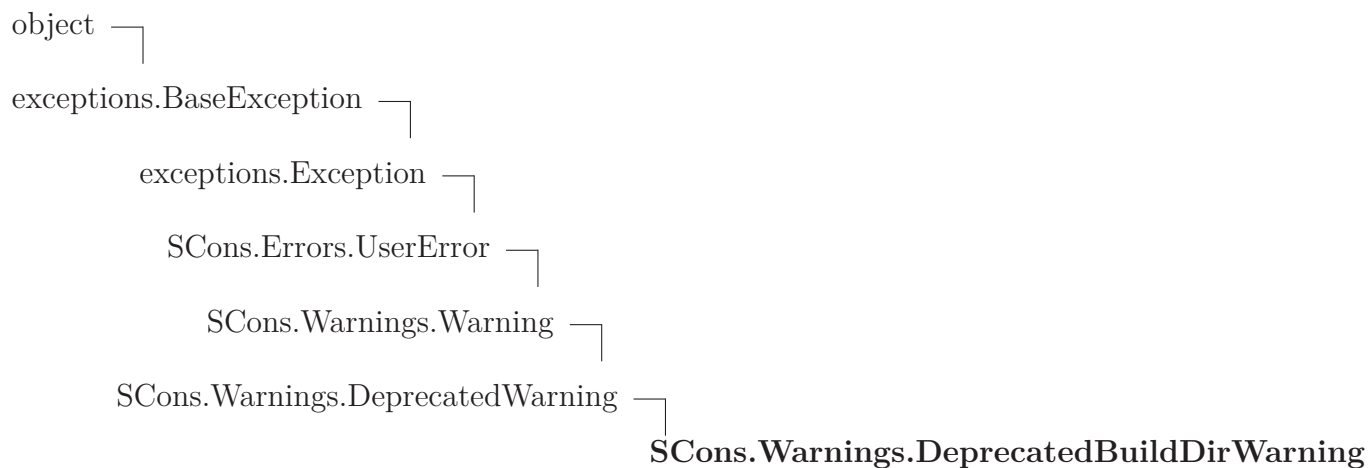 object
exceptions.BaseException
exceptions.Exception
SCons.Errors.UserError
SCons.Warnings.Warning
SCons.Warnings.DeprecatedWarning
SCons.Warnings.DeprecatedBuildDirWarning